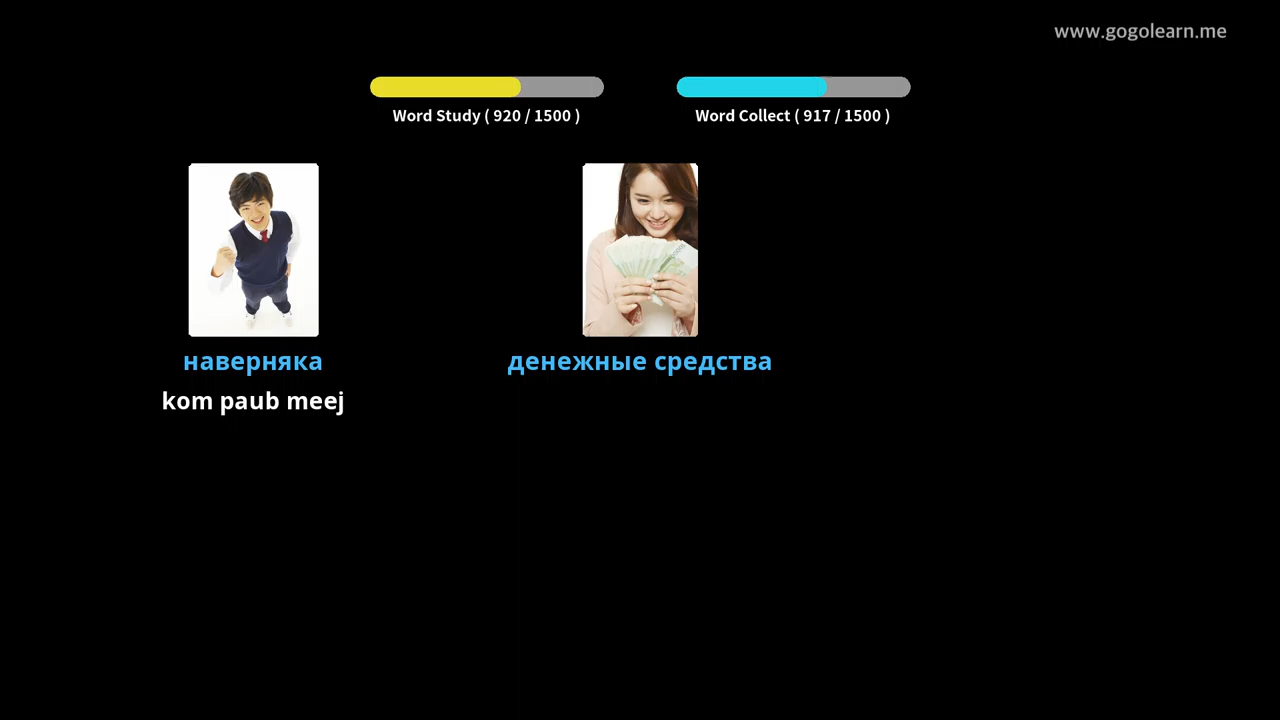 www.gogolearn.me
Word Study ( 920 / 1500 )
Word Collect ( 917 / 1500 )
наверняка
kom paub meej
денежные средства